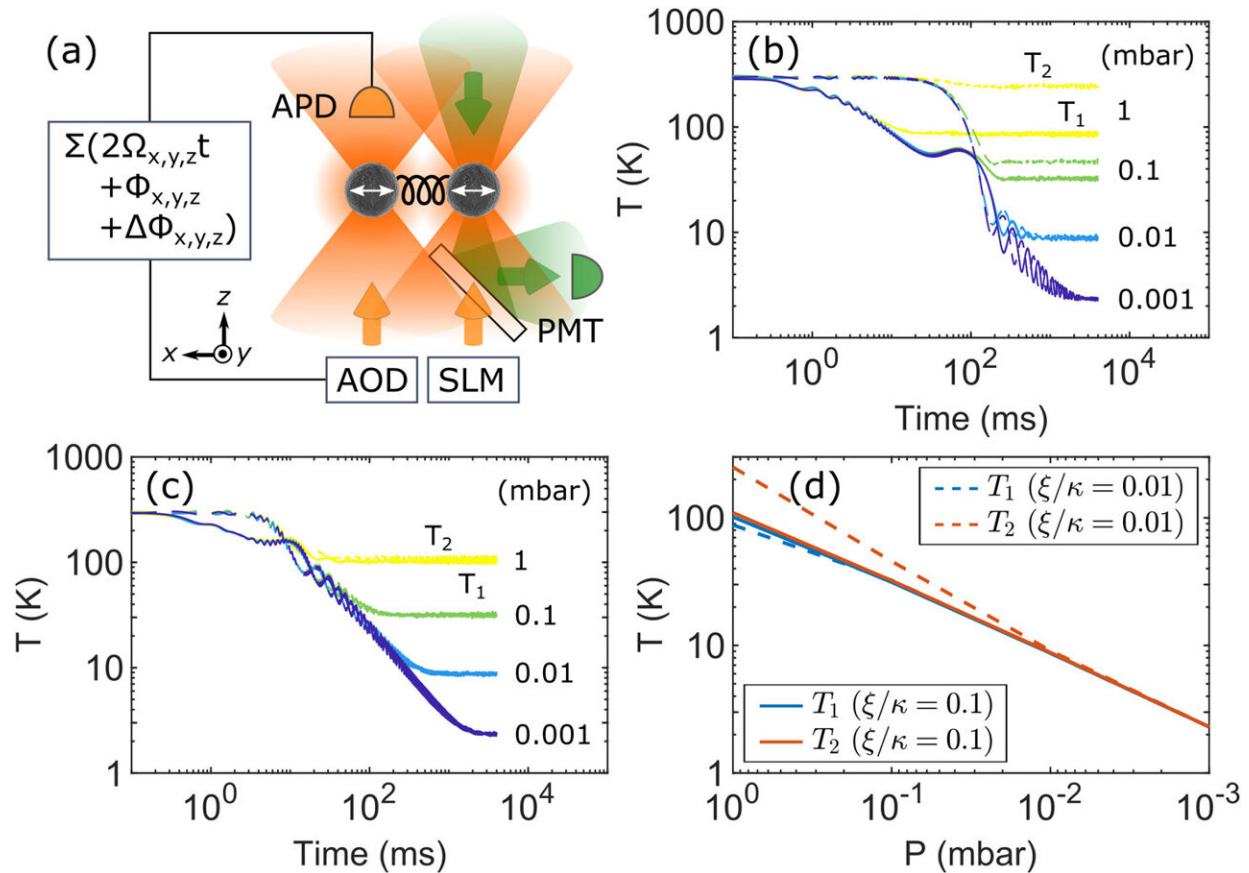 (a)
APD
Σ(2Ωx,y,zt
+Φx,y,z
+ΔΦx,y,z)
PMT
z
x
y
AOD
SLM
(b)
(mbar)
T2
T1
1
0.1
0.01
0.001
1000
100
10
1
T (K)
10^0
10^2
10^4
Time (ms)
(c)
(mbar)
T2
T1
1
0.1
0.01
0.001
1000
100
10
1
T (K)
10^0
10^2
10^4
Time (ms)
(d)
T1 (ξ/κ = 0.01)
T2 (ξ/κ = 0.01)
T1 (ξ/κ = 0.1)
T2 (ξ/κ = 0.1)
100
10
1
T (K)
10^0
10^-1
10^-2
10^-3
P (mbar)